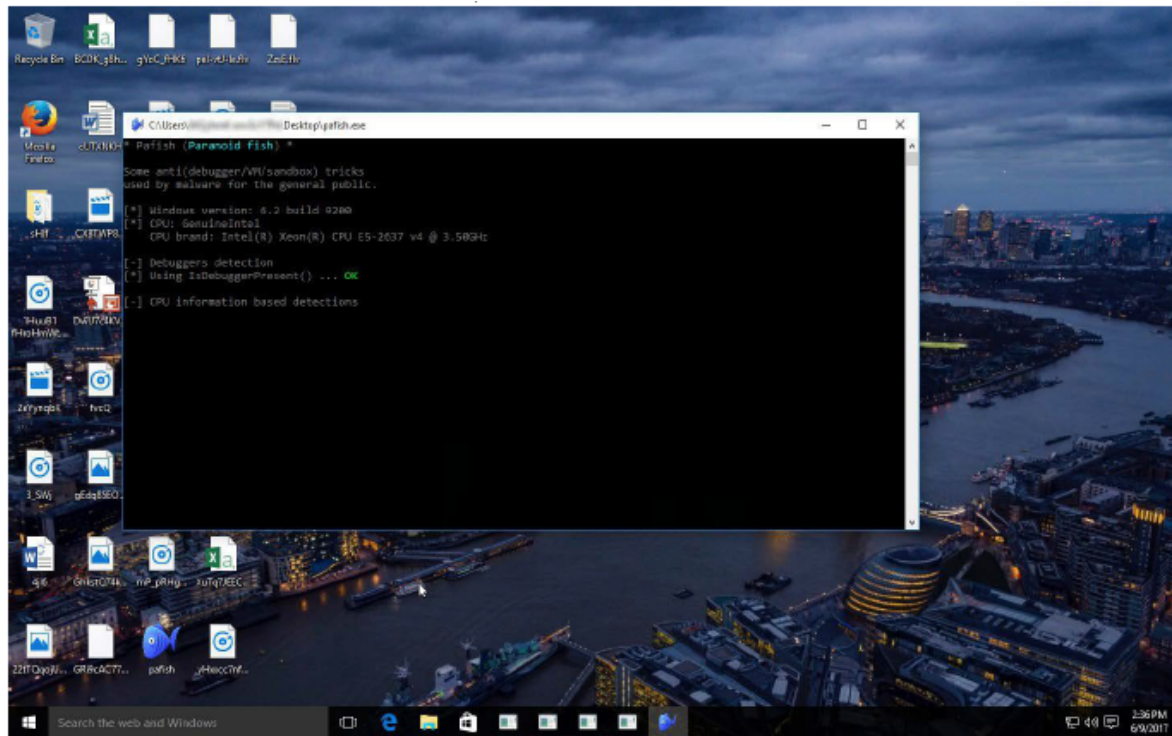 Recycle Bin
Mozilla
Firefox
C:\Users\ Desktop\pafish.exe
* Pafish (Paranoid fish) *
Some anti(debugger/VM/sandbox) tricks
used by malware for the general public.
[*] Windows version: 6.2 build 9200
[*] CPU: GenuineIntel
CPU brand: Intel(R) Xeon(R) CPU E5-2637 v4 @ 3.50GHz
[-] Debuggers detection
[*] Using IsDebuggerPresent() ... OK
[-] CPU information based detections
sHlf
fvcQ
3_SWj
pafish
Search the web and Windows
2:36 PM
6/9/2017